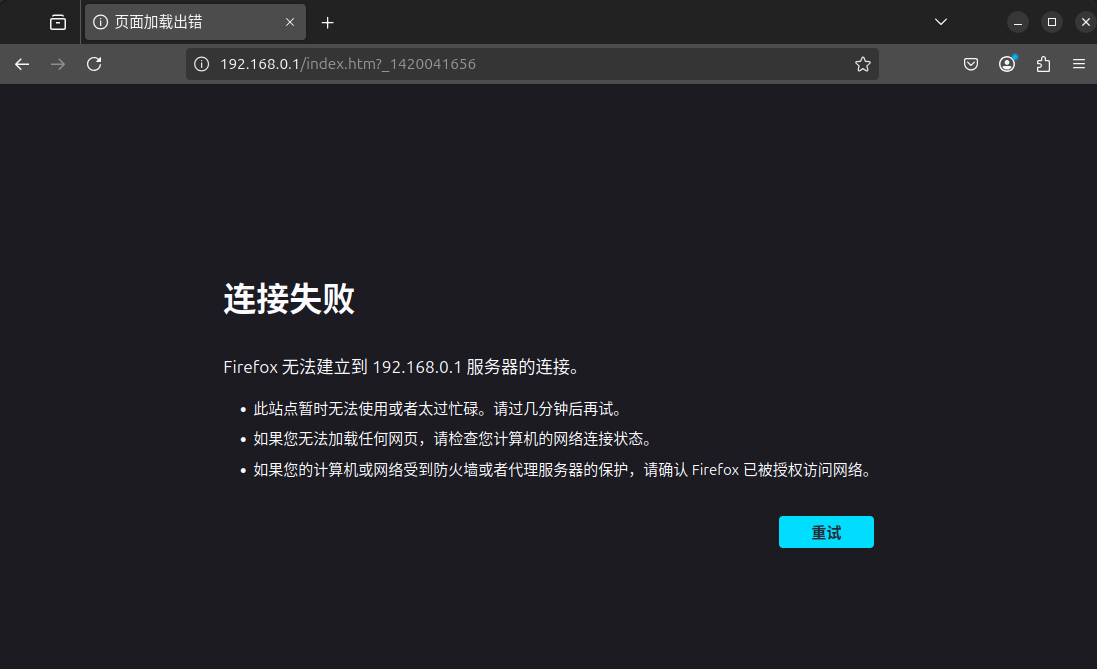 页面加载出错
192.168.0.1/index.htm?_1420041656
连接失败
Firefox 无法建立到 192.168.0.1 服务器的连接。
此站点暂时无法使用或者太过忙碌。请过几分钟后再试。
如果您无法加载任何网页，请检查您计算机的网络连接状态。
如果您的计算机或网络受到防火墙或者代理服务器的保护，请确认 Firefox 已被授权访问网络。
重试